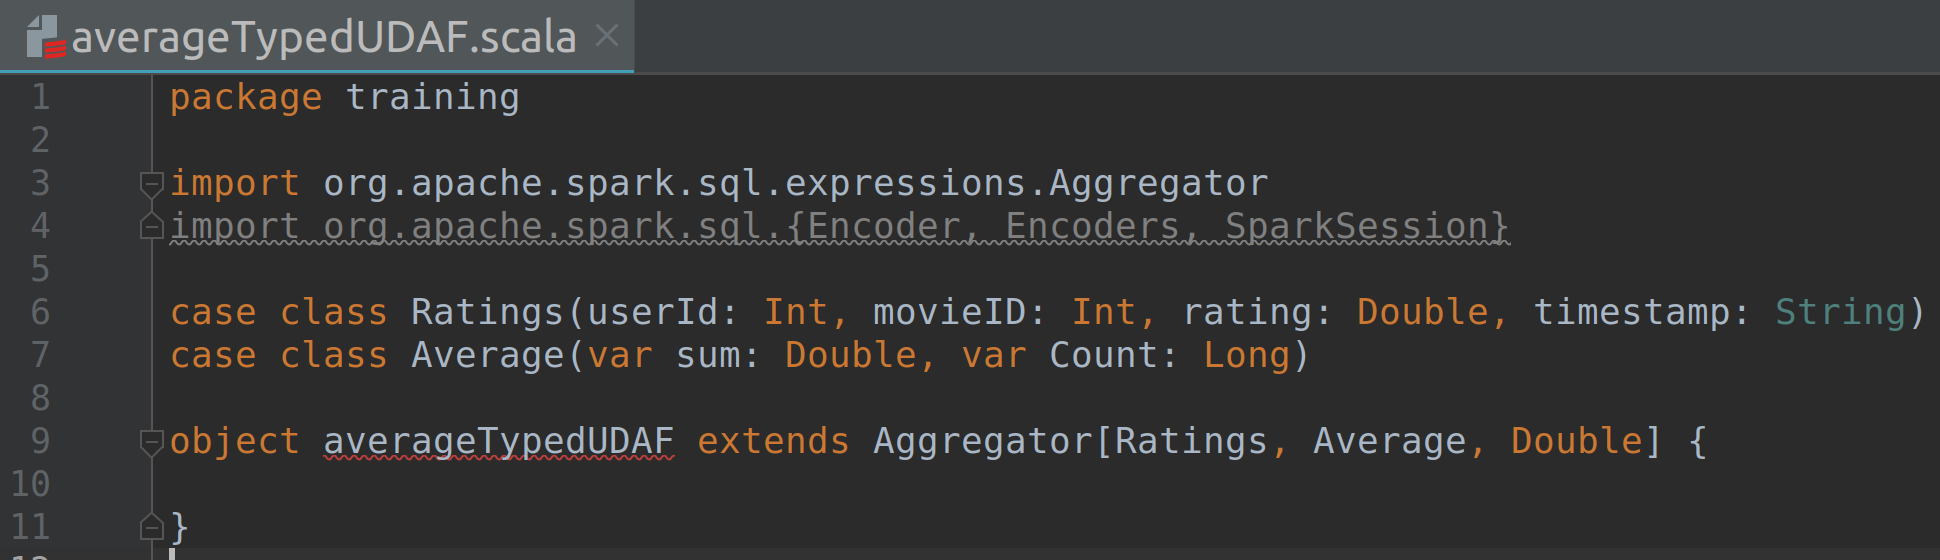 averageTypedUDAF.scala
1 package training
2
3 import org.apache.spark.sql.expressions.Aggregator
4 import org.apache.spark.sql.{Encoder, Encoders, SparkSession}
5
6 case class Ratings(userId: Int, movieID: Int, rating: Double, timestamp: String)
7 case class Average(var sum: Double, var Count: Long)
8
9 object averageTypedUDAF extends Aggregator[Ratings, Average, Double] {
10
11 }
12